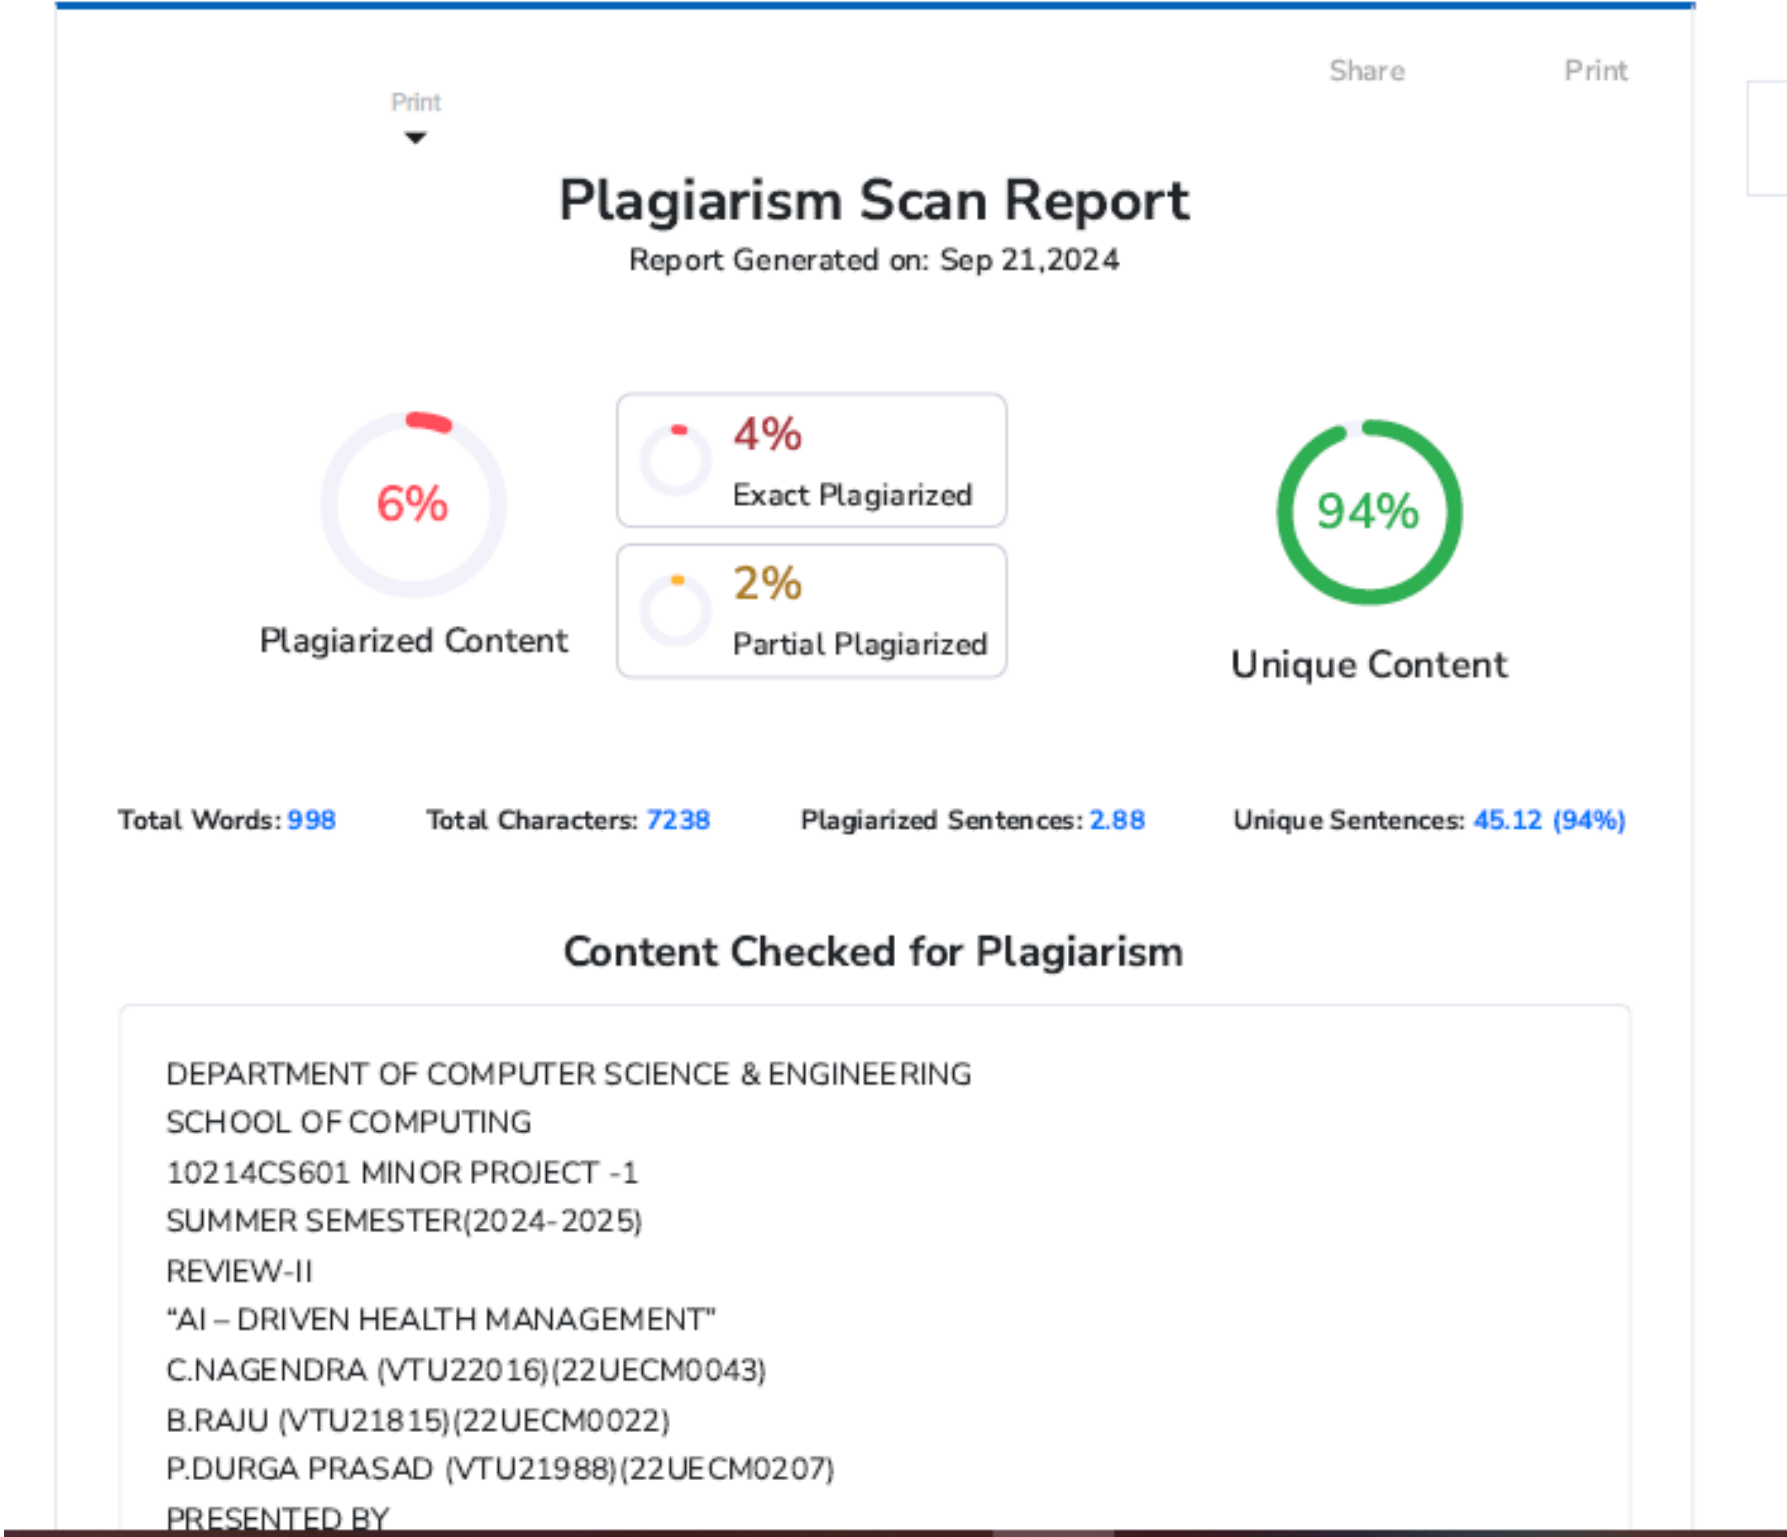 Share Print
Print
Plagiarism Scan Report
Report Generated on: Sep 21,2024
6%
Plagiarized Content
4%
Exact Plagiarized
2%
Partial Plagiarized
94%
Unique Content
Total Words: 998 Total Characters: 7238 Plagiarized Sentences: 2.88 Unique Sentences: 45.12 (94%)
Content Checked for Plagiarism
DEPARTMENT OF COMPUTER SCIENCE & ENGINEERING
SCHOOL OF COMPUTING
10214CS601 MINOR PROJECT -1
SUMMER SEMESTER(2024-2025)
REVIEW-II
“AI – DRIVEN HEALTH MANAGEMENT”
C.NAGENDRA (VTU22016)(22UECM0043)
B.RAJU (VTU21815)(22UECM0022)
P.DURGA PRASAD (VTU21988)(22UECM0207)
PRESENTED BY